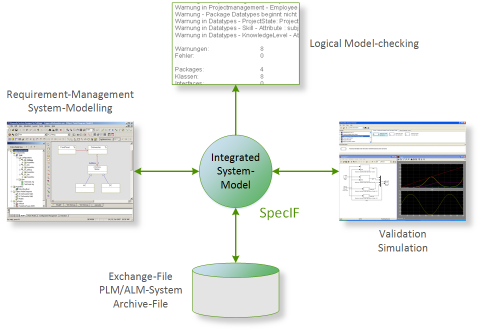 Warnung in Projectmanagement - Employee
Warnung - Package Datatypes beginnt nicht
Warnung in Datatypes - ProjectState: Project
Warnung in Datatypes - Skill - Attribute : subj
Warnung in Datatypes - KnowledgeLevel - At
Warnungen: 8
Fehler 0
Packages: 4
Klassen: 8
Interfaces 0
Logical Model-checking
Requirement-Management
System-Modelling
Integrated
System-
Model
SpecIF
Validation
Simulation
Exchange-File
PLM/ALM-System
Archive-File